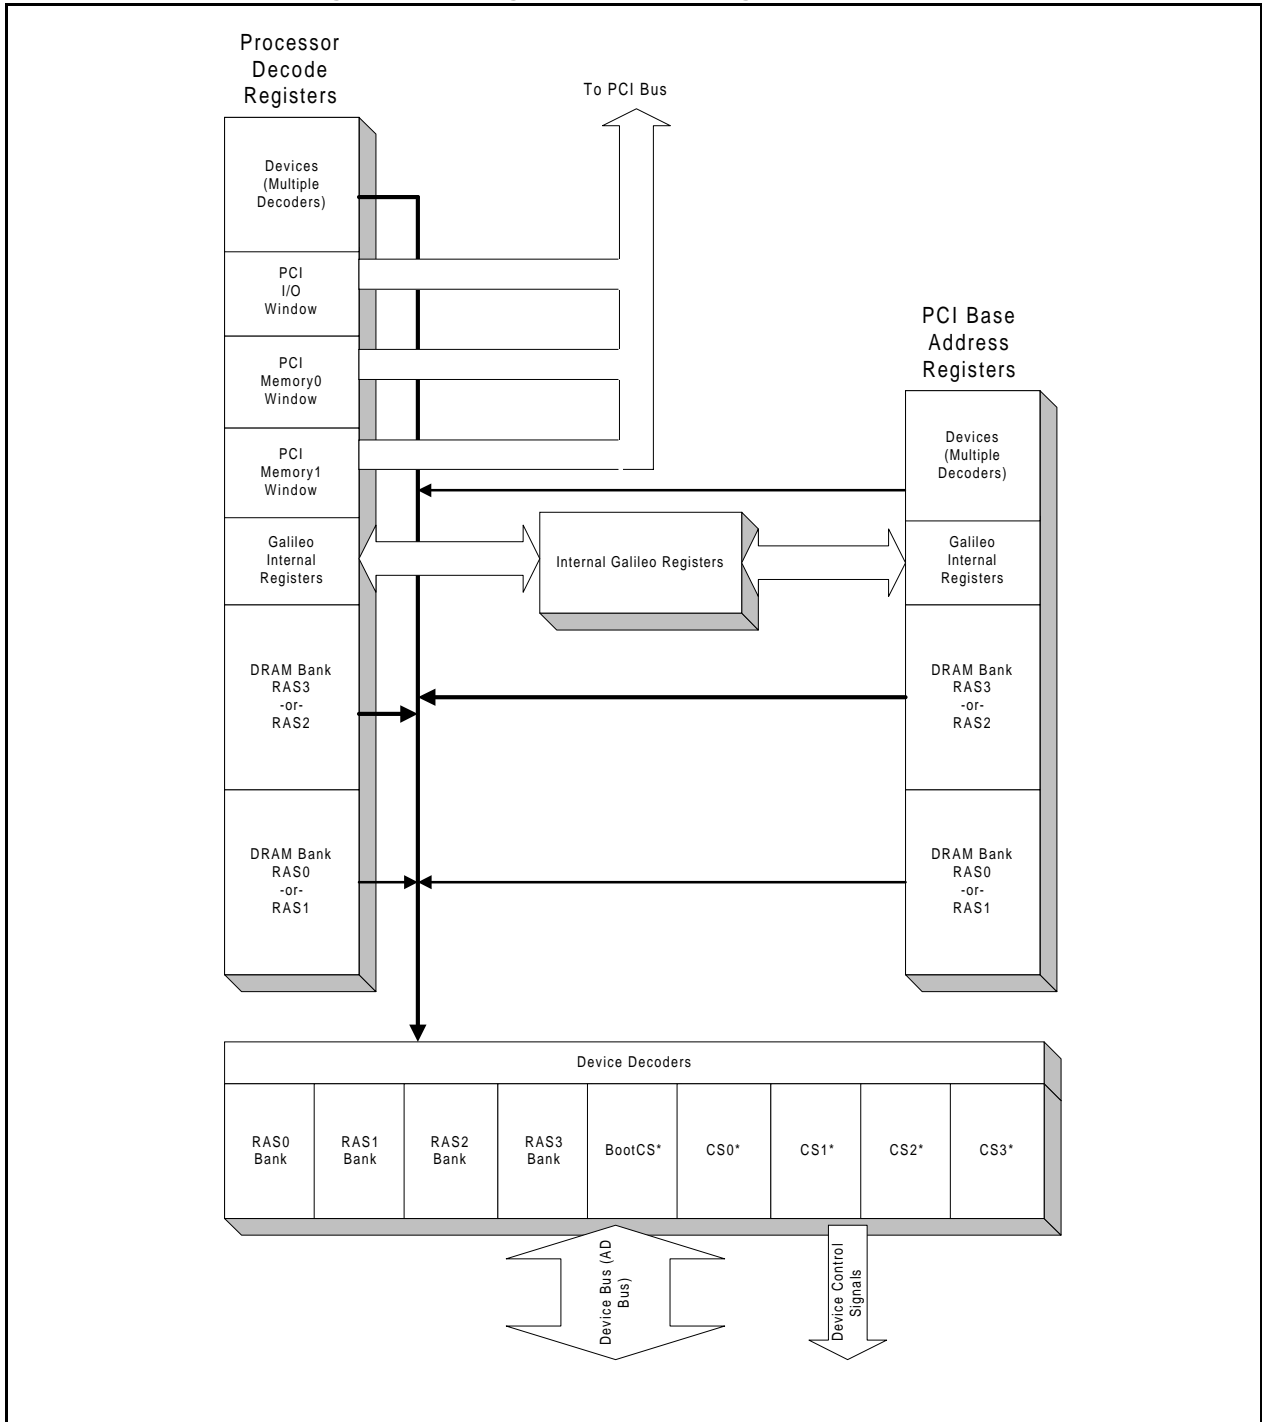 Processor
Decode
Registers
To PCI Bus
Devices
(Multiple
Decoders)
PCI
I/O
Window
PCI
Memory0
Window
PCI
Memory1
Window
Galileo
Internal
Registers
DRAM Bank
RAS3
-or-
RAS2
DRAM Bank
RAS0
-or-
RAS1
Internal Galileo Registers
PCI Base
Address
Registers
Devices
(Multiple
Decoders)
Galileo
Internal
Registers
DRAM Bank
RAS3
-or-
RAS2
DRAM Bank
RAS0
-or-
RAS1
Device Decoders
RAS0
Bank
RAS1
Bank
RAS2
Bank
RAS3
Bank
BootCS*
CS0*
CS1*
CS2*
CS3*
Device Bus (AD
Bus)
Device Control
Signals